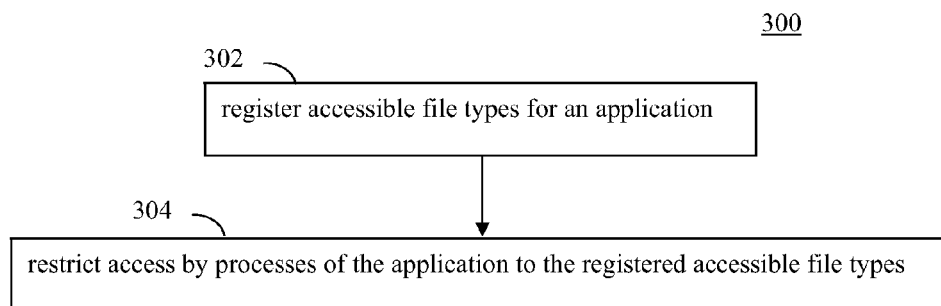 300
302
register accessible file types for an application
304
restrict access by processes of the application to the registered accessible file types